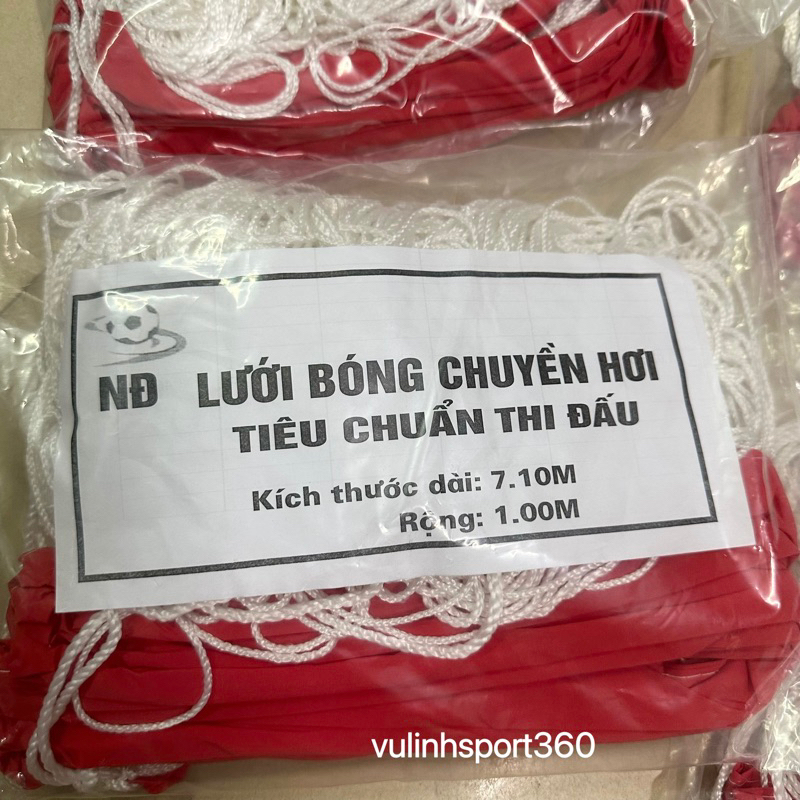 NĐ LƯỚI BÓNG CHUYỀN HƠI
TIÊU CHUẨN THI ĐẤU
Kích thước dài: 7.10M
Rộng: 1.00M
vulinhsport360